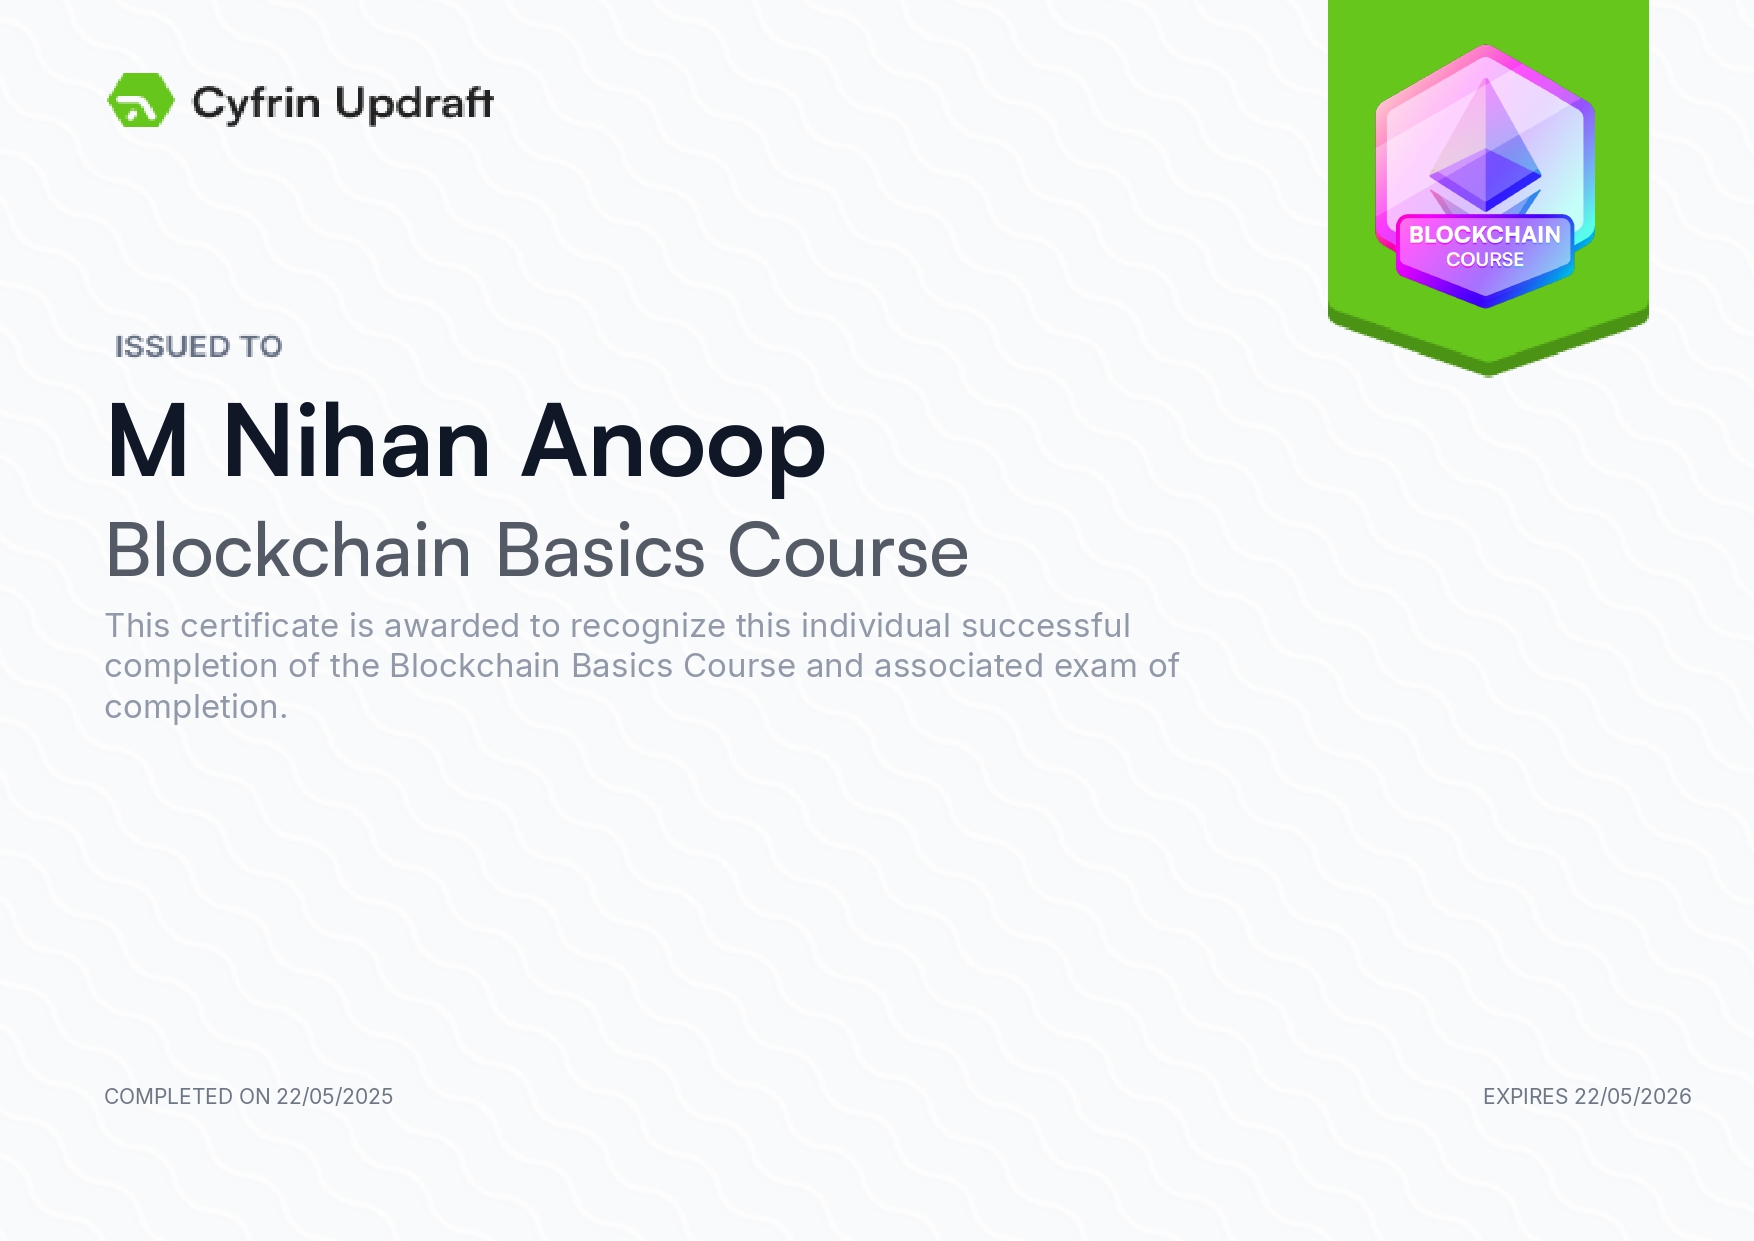 Cyfrin Updraft
BLOCKCHAIN
COURSE
ISSUED TO
M Nihan Anoop
Blockchain Basics Course
This certificate is awarded to recognize this individual successful
completion of the Blockchain Basics Course and associated exam of
completion.
COMPLETED ON 22/05/2025
EXPIRES 22/05/2026